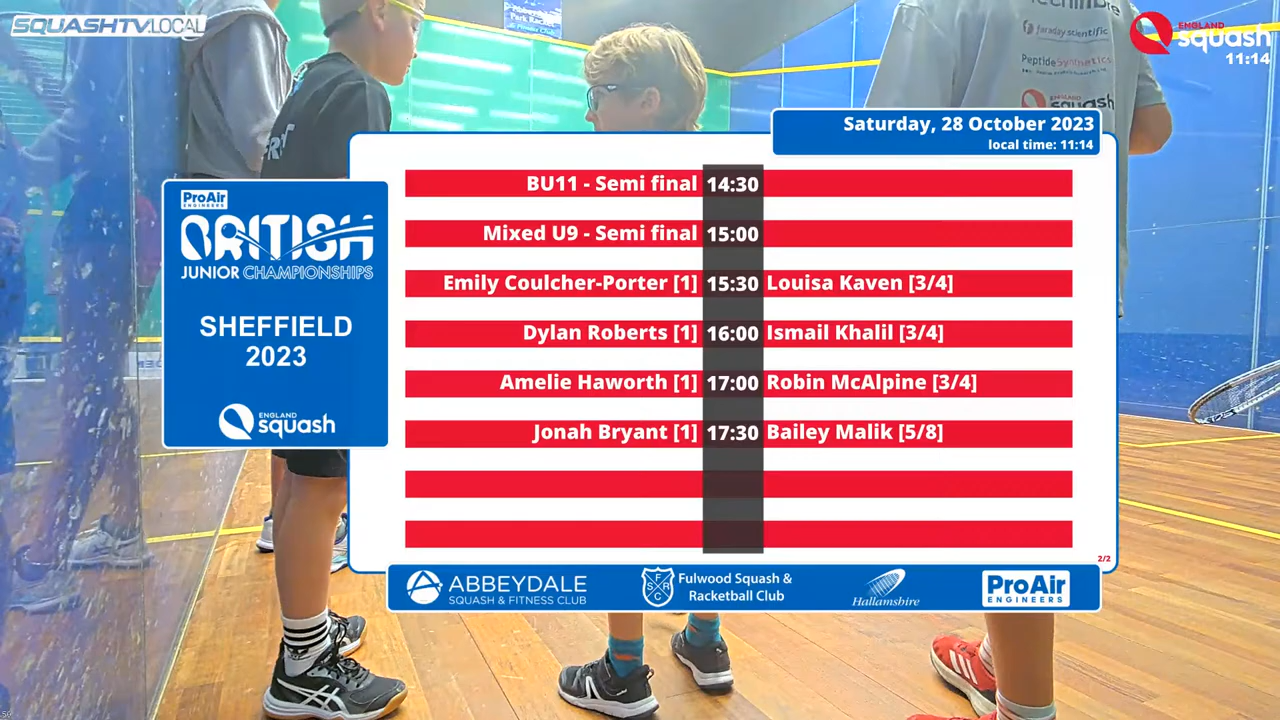 SQUASHTV.LOCAL
ENGLAND
squash
11:14
faraday scientific
PeptideSynthetics
ENGLAND
squash
Saturday, 28 October 2023
local time: 11:14
ProAir
ENGINEERS
BRITISH
JUNIOR CHAMPIONSHIPS
SHEFFIELD
2023
ENGLAND
squash
BU11 - Semi final 14:30
Mixed U9 - Semi final 15:00
Emily Coulcher-Porter [1] 15:30 Louisa Kaven [3/4]
Dylan Roberts [1] 16:00 Ismail Khalil [3/4]
Amelie Haworth [1] 17:00 Robin McAlpine [3/4]
Jonah Bryant [1] 17:30 Bailey Malik [5/8]
2/2
ABBEYDALE
SQUASH & FITNESS CLUB
Fulwood Squash &
Racketball Club
Hallamshire
ProAir
ENGINEERS